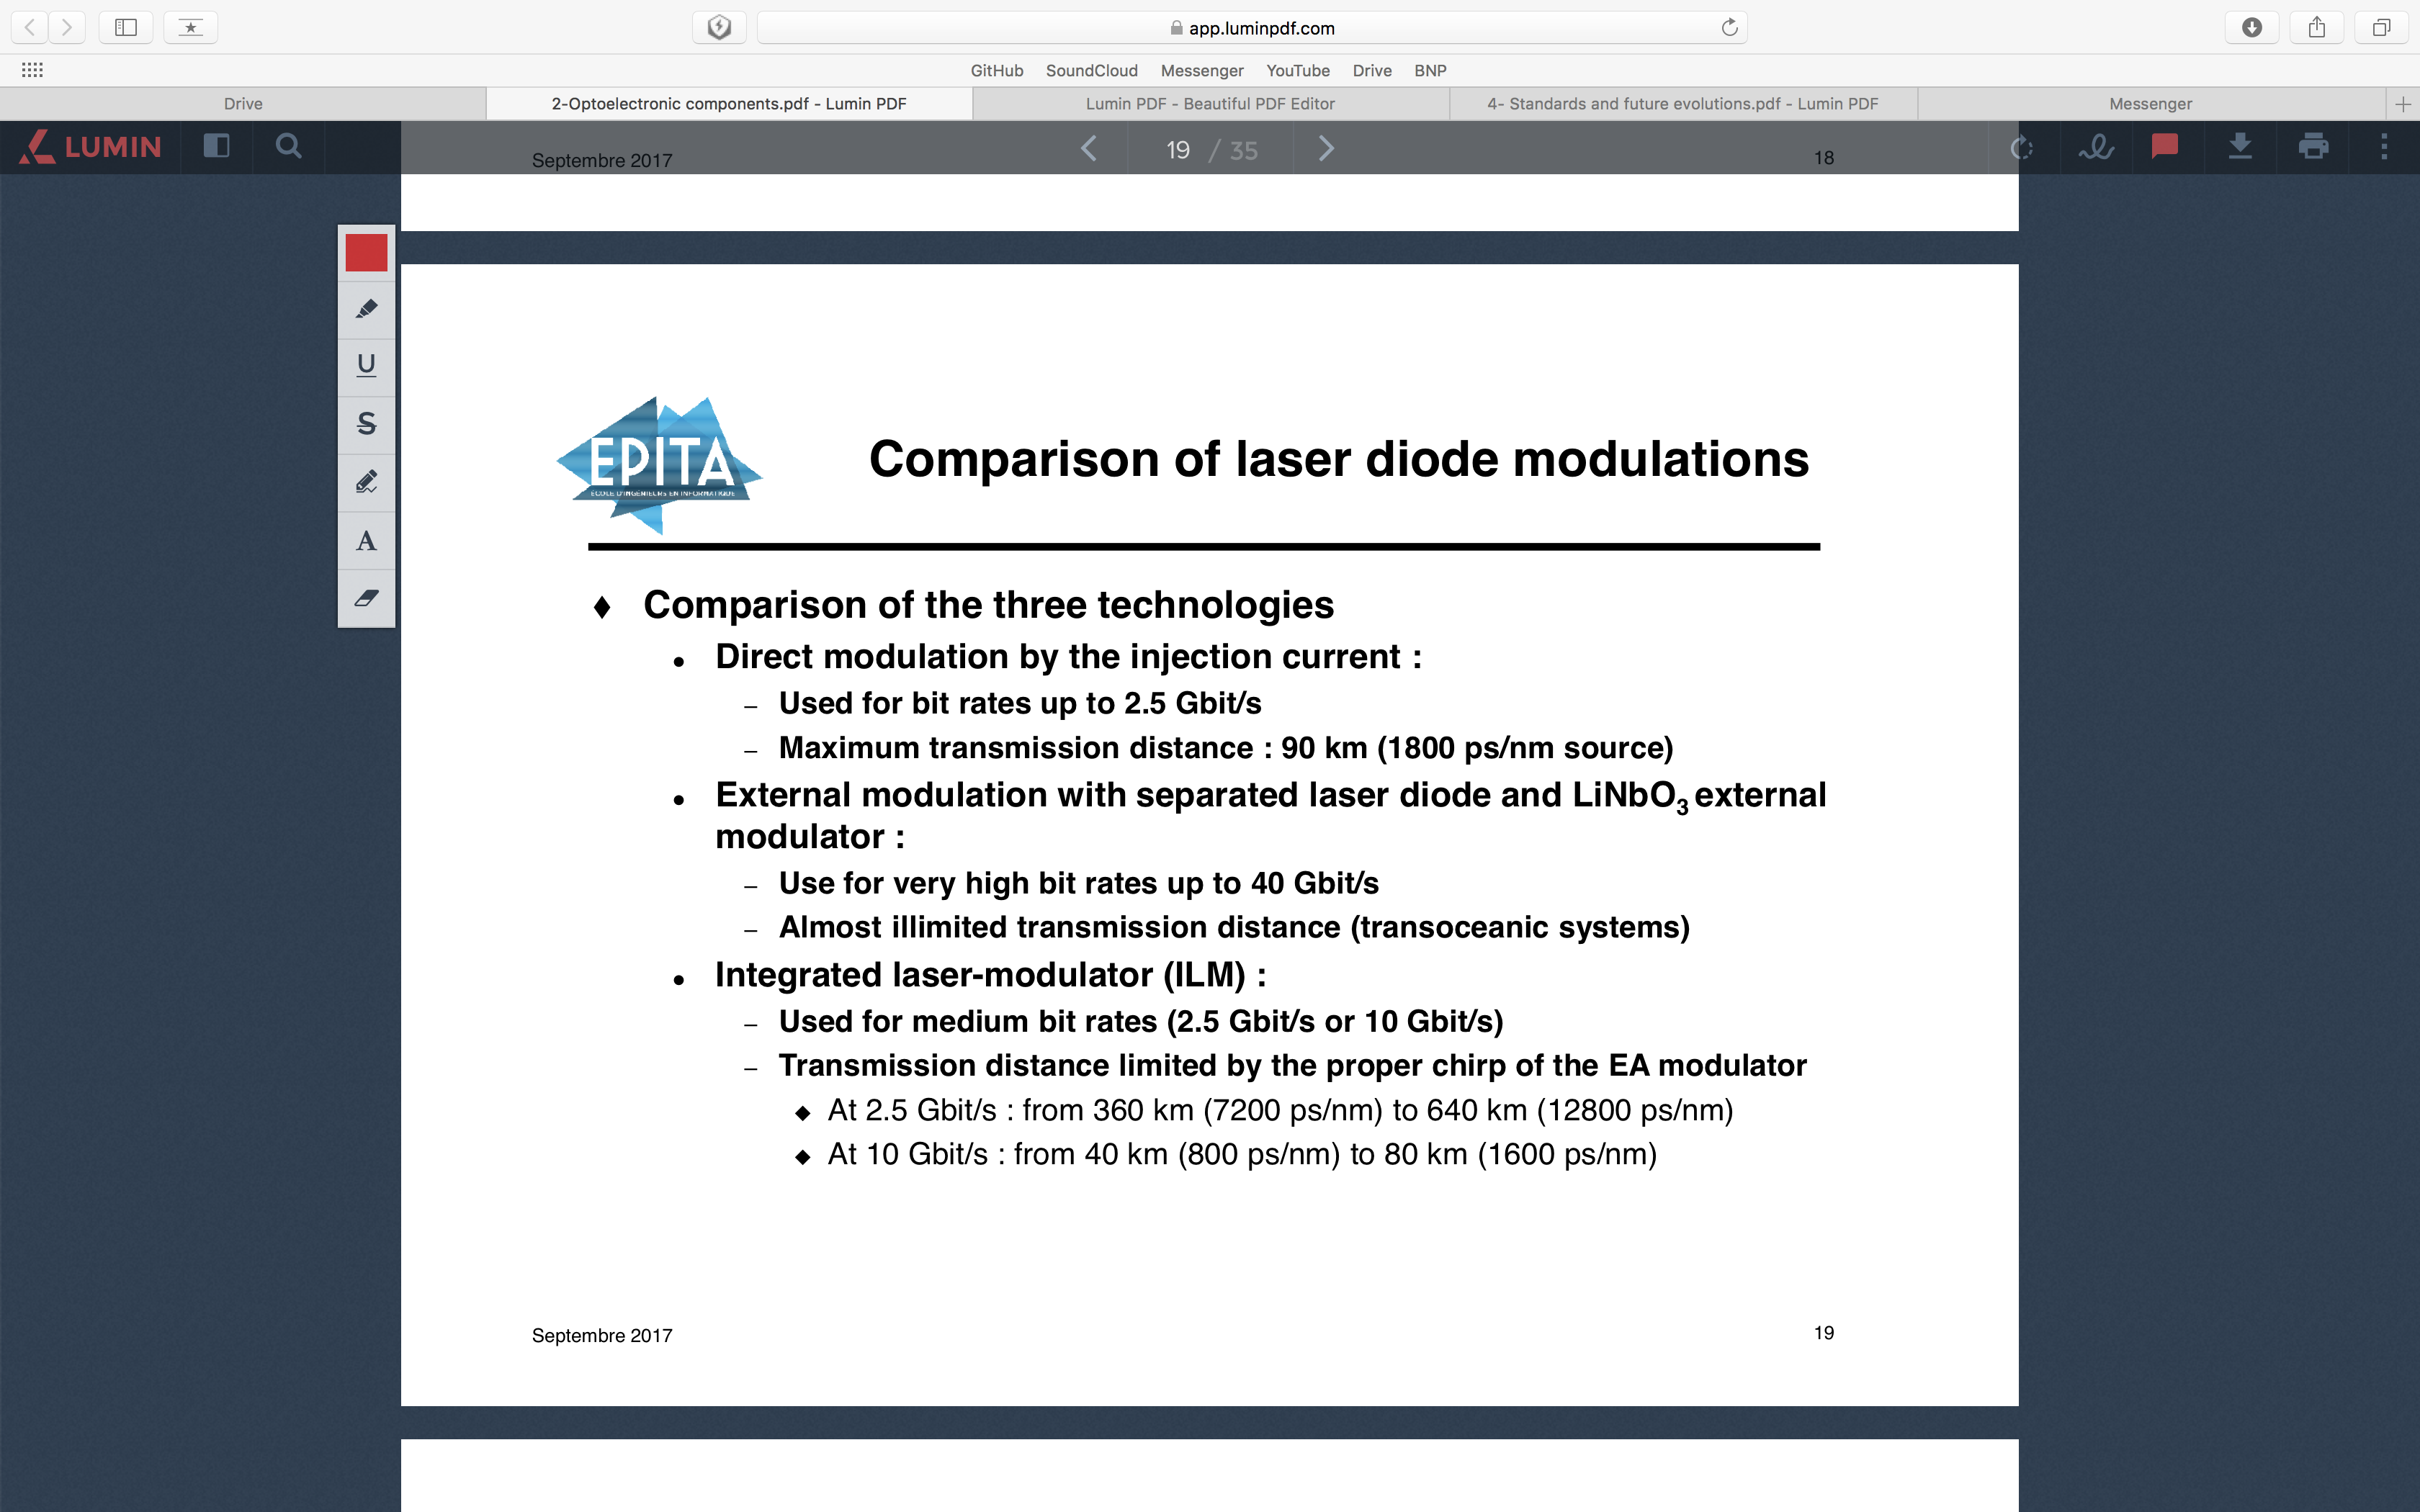 app.luminpdf.com
GitHub SoundCloud Messenger YouTube Drive BNP
Drive 2-Optoelectronic components.pdf - Lumin PDF Lumin PDF - Beautiful PDF Editor 4- Standards and future evolutions.pdf - Lumin PDF Messenger
LUMIN 19 / 35
Septembre 2017 18
U
S
A
EPITA
ÉCOLE D'INGÉNIEURS EN INFORMATIQUE
Comparison of laser diode modulations
♦ Comparison of the three technologies
• Direct modulation by the injection current :
– Used for bit rates up to 2.5 Gbit/s
– Maximum transmission distance : 90 km (1800 ps/nm source)
• External modulation with separated laser diode and LiNbO₃ external
modulator :
– Use for very high bit rates up to 40 Gbit/s
– Almost illimited transmission distance (transoceanic systems)
• Integrated laser-modulator (ILM) :
– Used for medium bit rates (2.5 Gbit/s or 10 Gbit/s)
– Transmission distance limited by the proper chirp of the EA modulator
◆ At 2.5 Gbit/s : from 360 km (7200 ps/nm) to 640 km (12800 ps/nm)
◆ At 10 Gbit/s : from 40 km (800 ps/nm) to 80 km (1600 ps/nm)
Septembre 2017 19